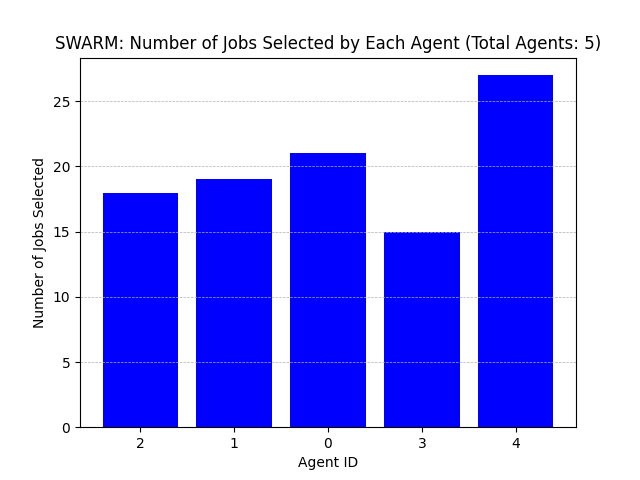 SWARM: Number of Jobs Selected by Each Agent (Total Agents: 5)
Number of Jobs Selected
25
20
15
10
5
0
2 1 0 3 4
Agent ID